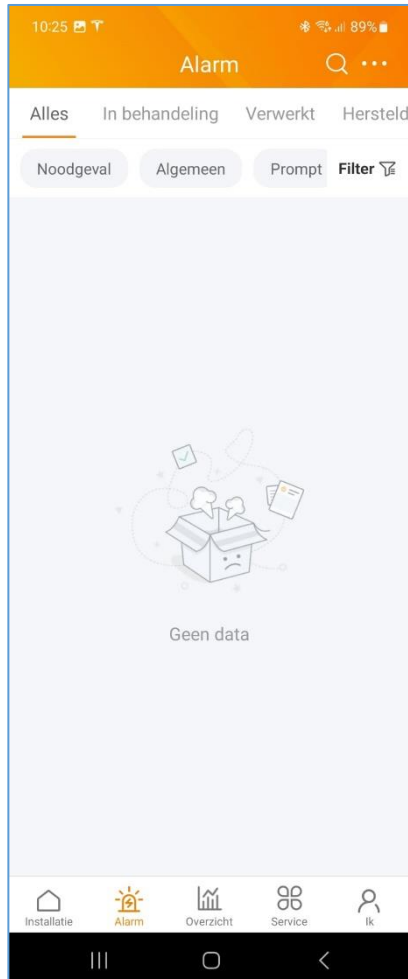 10:25 89%
Alarm
Alles In behandeling Verwerkt Hersteld
Noodgeval Algemeen Prompt Filter
Geen data
Installatie Alarm Overzicht Service Ik